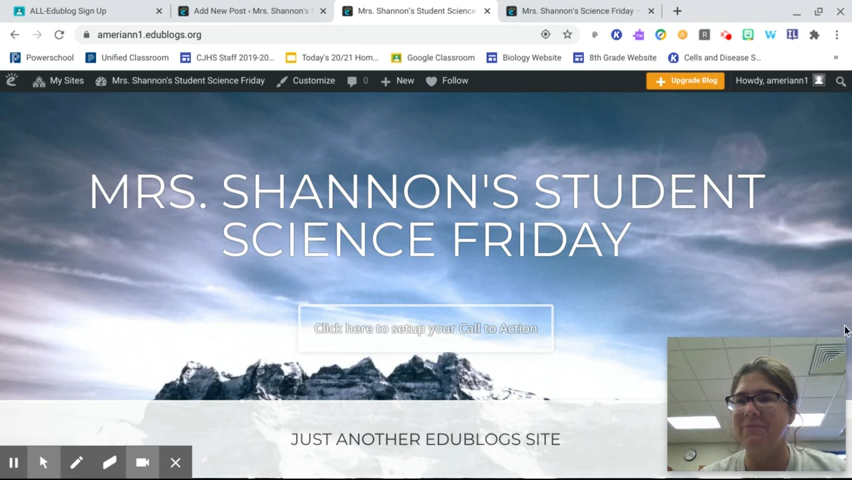 ALL-Edublog Sign Up
Add New Post ‹ Mrs. Shannon's S
Mrs. Shannon's Student Science
Mrs. Shannon's Science Friday –
ameriann1.edublogs.org
Powerschool
Unified Classroom
CJHS Staff 2019-20...
Today's 20/21 Hom...
Google Classroom
Biology Website
8th Grade Website
Cells and Disease S...
»
My Sites
Mrs. Shannon's Student Science Friday
Customize
0
New
Follow
Upgrade Blog
Howdy, ameriann1
MRS. SHANNON'S STUDENT
SCIENCE FRIDAY
Click here to setup your Call to Action
JUST ANOTHER EDUBLOGS SITE